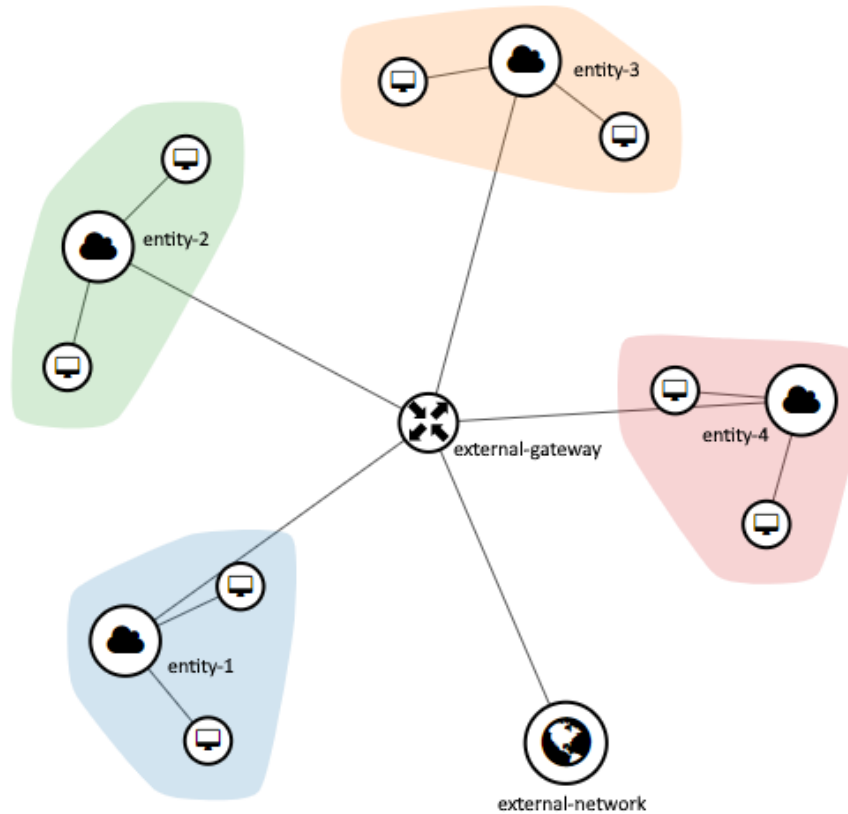 entity-3
entity-2
entity-4
external-gateway
entity-1
external-network